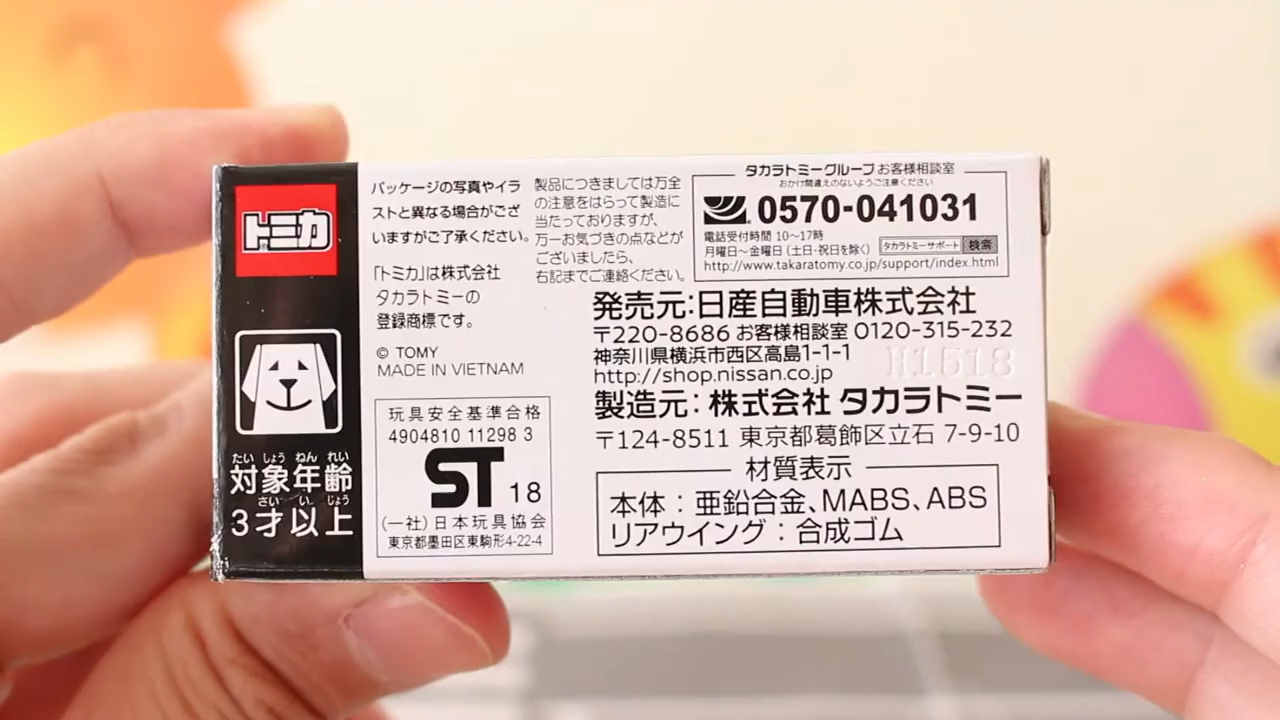 トミカ
たい しょう ねん れい
対象年齢
さい い じょう
3才以上
パッケージの写真やイラ
ストと異なる場合がござ
いますがご了承ください。
「トミカ」は株式会社
タカラトミーの
登録商標です。
© TOMY
MADE IN VIETNAM
玩具安全基準合格
4904810 11298 3
ST 18
(一社)日本玩具協会
東京都墨田区東駒形4-22-4
製品につきましては万全
の注意をはらって製造に
当たっておりますが、
万一お気づきの点などが
ございましたら、
右記までご連絡ください。
タカラトミーグループお客様相談室
おかけ間違えのないようご注意ください
0570-041031
電話受付時間 10〜17時
月曜日〜金曜日(土日・祝日を除く) タカラトミーサポート 検索
http://www.takaratomy.co.jp/support/index.html
発売元:日産自動車株式会社
〒220-8686 お客様相談室 0120-315-232
神奈川県横浜市西区高島1-1-1
H1518
http://shop.nissan.co.jp
製造元:株式会社 タカラトミー
〒124-8511 東京都葛飾区立石 7-9-10
材質表示
本体:亜鉛合金、MABS、ABS
リアウイング:合成ゴム